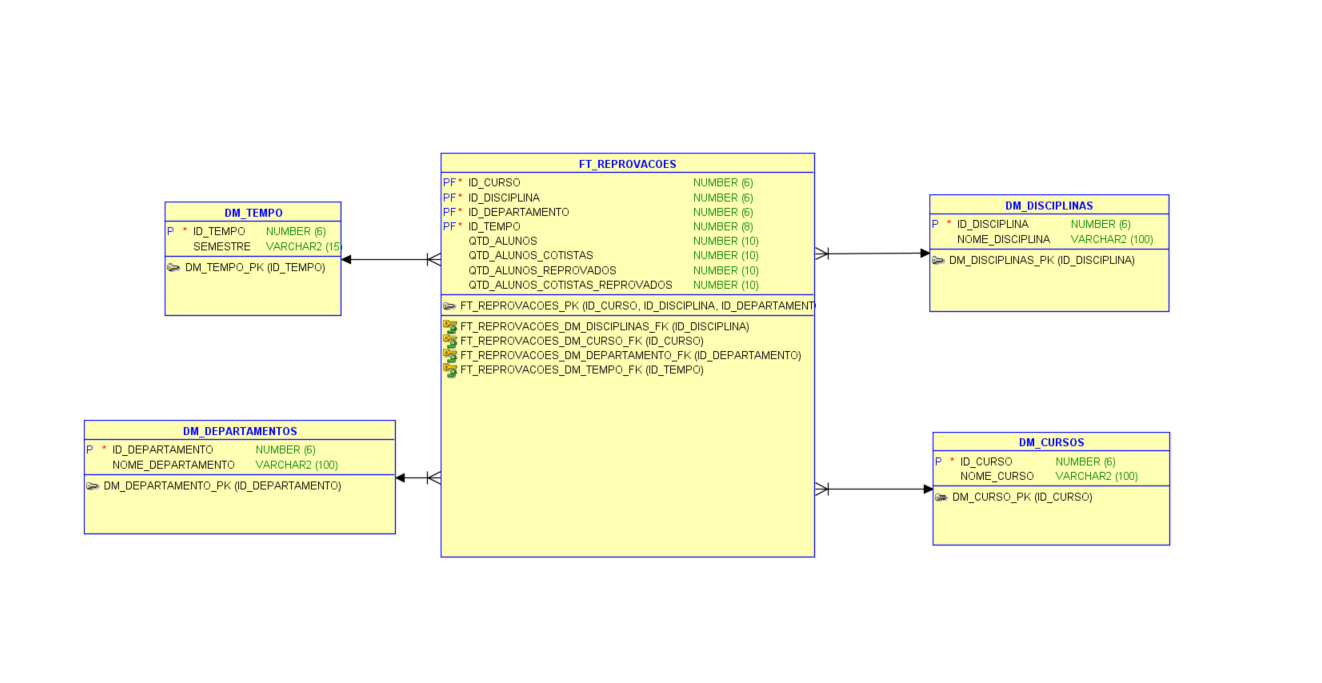 FT_REPROVACOES
PF * ID_CURSO NUMBER (6)
PF * ID_DISCIPLINA NUMBER (6)
PF * ID_DEPARTAMENTO NUMBER (6)
PF * ID_TEMPO NUMBER (8)
QTD_ALUNOS NUMBER (10)
QTD_ALUNOS_COTISTAS NUMBER (10)
QTD_ALUNOS_REPROVADOS NUMBER (10)
QTD_ALUNOS_COTISTAS_REPROVADOS NUMBER (10)
FT_REPROVACOES_PK (ID_CURSO, ID_DISCIPLINA, ID_DEPARTAMENT
FT_REPROVACOES_DM_DISCIPLINAS_FK (ID_DISCIPLINA)
FT_REPROVACOES_DM_CURSO_FK (ID_CURSO)
FT_REPROVACOES_DM_DEPARTAMENTO_FK (ID_DEPARTAMENTO)
FT_REPROVACOES_DM_TEMPO_FK (ID_TEMPO)
DM_TEMPO
P * ID_TEMPO NUMBER (6)
SEMESTRE VARCHAR2 (15)
DM_TEMPO_PK (ID_TEMPO)
DM_DISCIPLINAS
P * ID_DISCIPLINA NUMBER (6)
NOME_DISCIPLINA VARCHAR2 (100)
DM_DISCIPLINAS_PK (ID_DISCIPLINA)
DM_DEPARTAMENTOS
P * ID_DEPARTAMENTO NUMBER (6)
NOME_DEPARTAMENTO VARCHAR2 (100)
DM_DEPARTAMENTO_PK (ID_DEPARTAMENTO)
DM_CURSOS
P * ID_CURSO NUMBER (6)
NOME_CURSO VARCHAR2 (100)
DM_CURSO_PK (ID_CURSO)